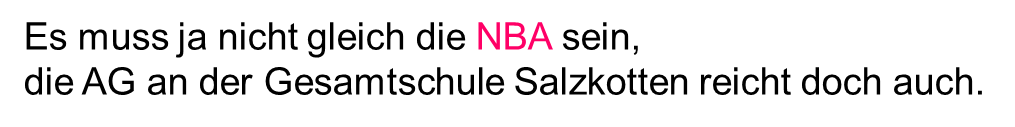 Es muss ja nicht gleich die NBA sein,
die AG an der Gesamtschule Salzkotten reicht doch auch.